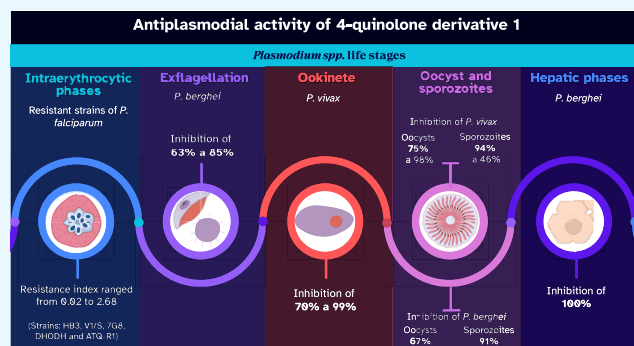 Antiplasmodial activity of 4-quinolone derivative 1
Plasmodium spp. life stages
Intraerythrocytic
phases
Resistant strains of P.
falciparum
Resistance index ranged
from 0.02 to 2.68
(Strains: HB3, V1/S, 7G8,
DHODH and ATQ-R1)
Exflagellation
P. berghei
Inhibition of
63% a 85%
Ookinete
P. vivax
Inhibition of
70% a 99%
Oocyst and
sporozoites
Inhibition of P. vivax
Oocysts
75%
a 98%
Sporozoites
94%
a 46%
Inhibition of P. berghei
Oocysts
67%
Sporozoites
91%
Hepatic phases
P. berghei
Inhibition of
100%